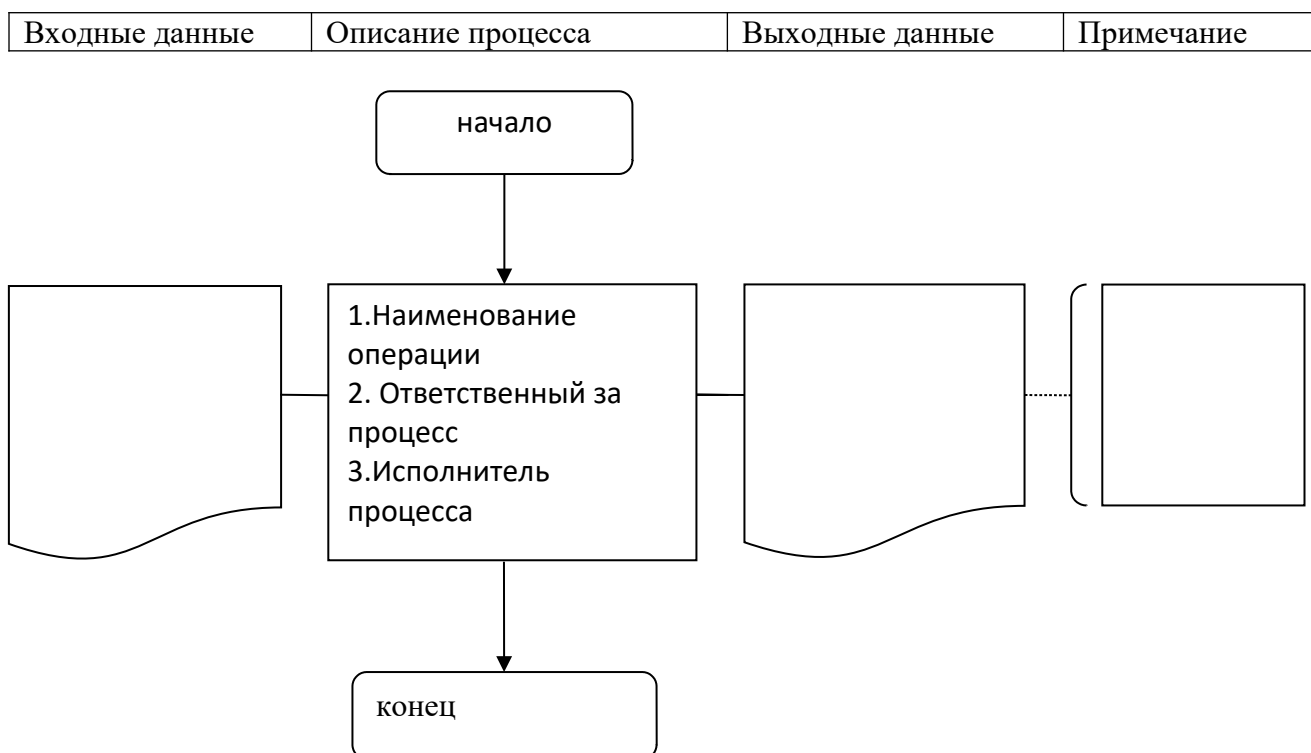 Входные данные Описание процесса Выходные данные Примечание
начало
1.Наименование
операции
2. Ответственный за
процесс
3.Исполнитель
процесса
конец